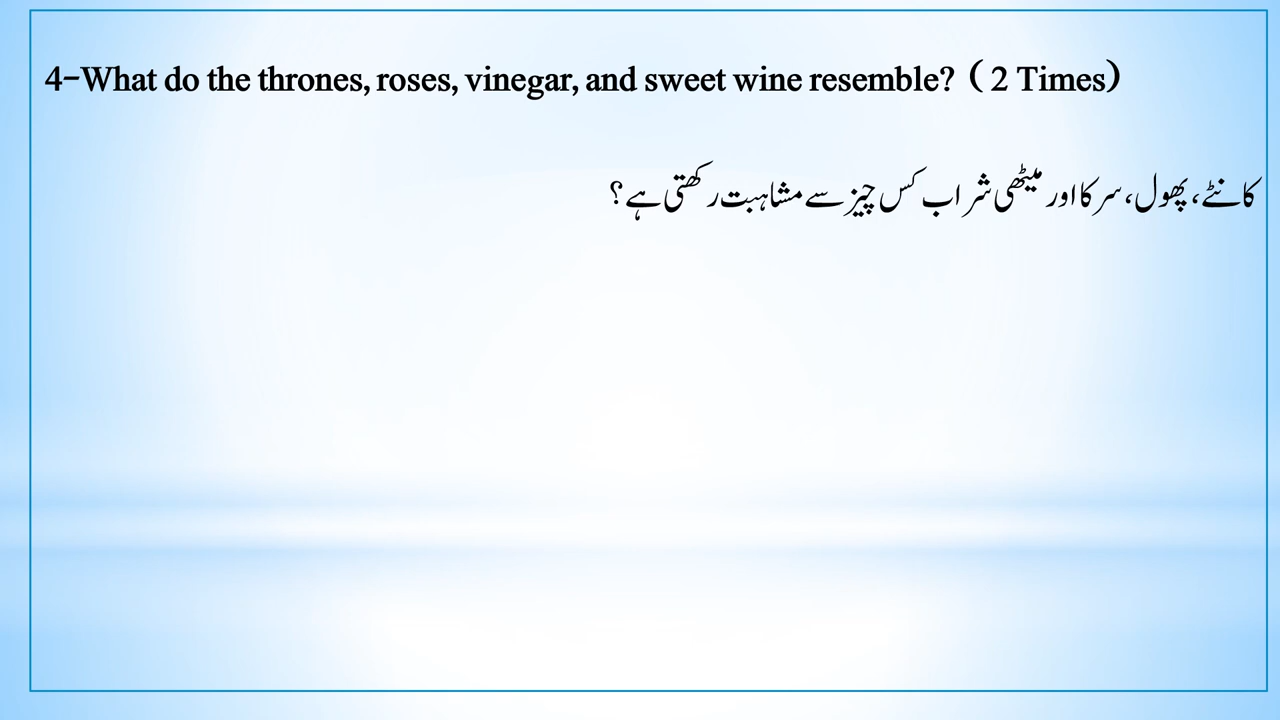 4-What do the thrones, roses, vinegar, and sweet wine resemble? ( 2 Times)
کانٹے، پھول، سرکا اور میٹھی شراب کس چیز سے مشاہبت رکھتی ہے؟